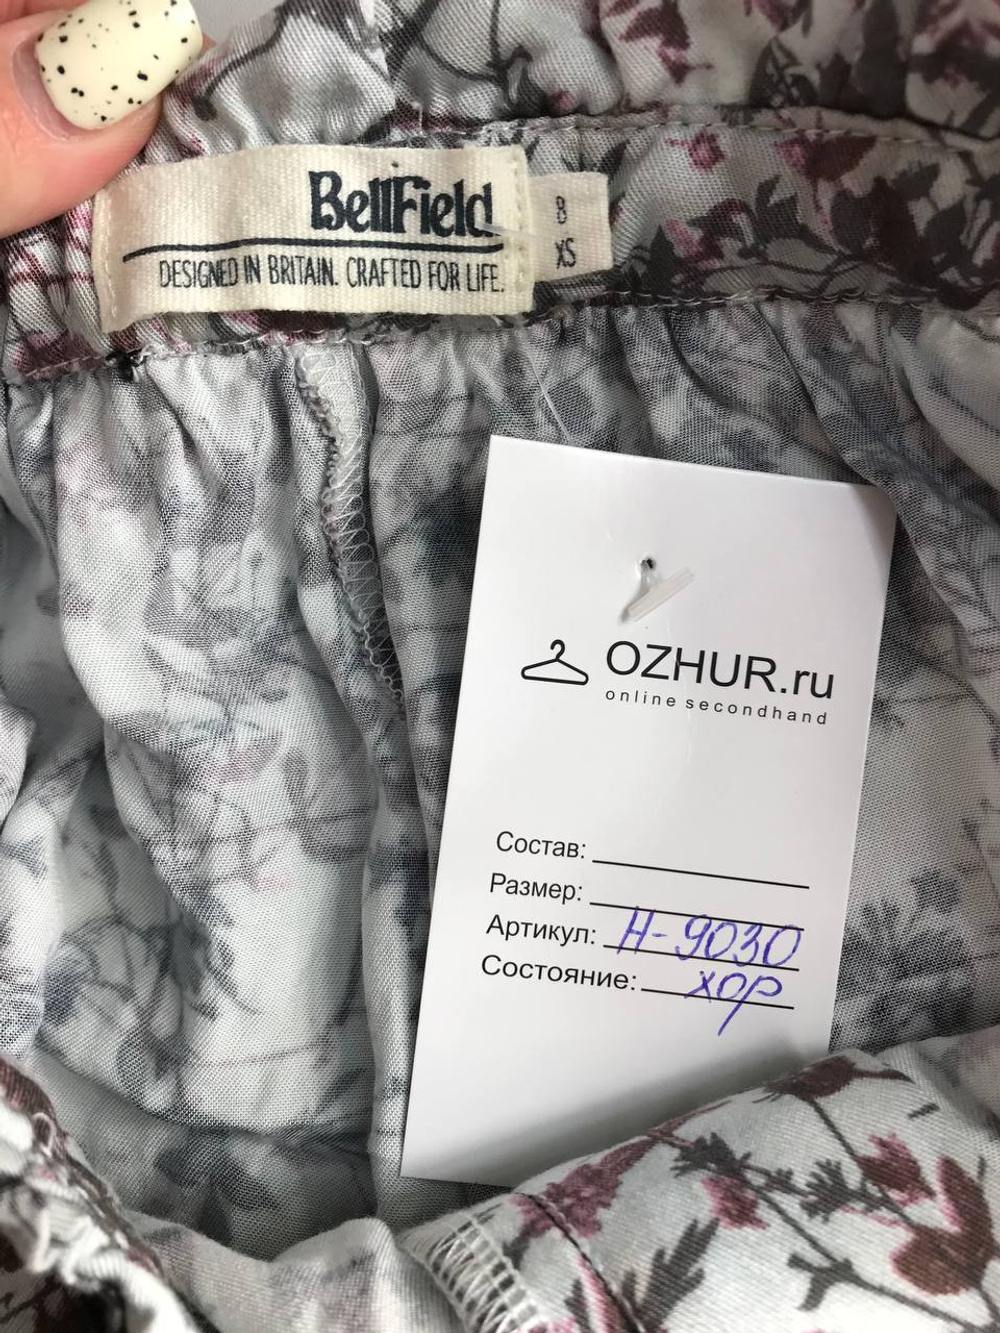 BellField
DESIGNED IN BRITAIN. CRAFTED FOR LIFE.
8
XS
OZHUR.ru
online secondhand
Состав:
Размер:
Артикул: Н-9030
Состояние: хор